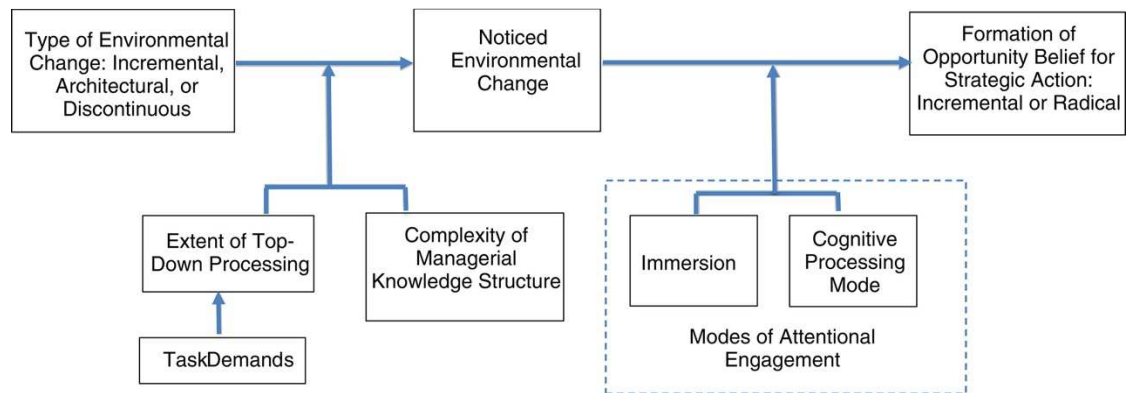 Type of Environmental
Change: Incremental,
Architectural, or
Discontinuous
Noticed
Environmental
Change
Formation of
Opportunity Belief for
Strategic Action:
Incremental or Radical
Extent of Top-
Down Processing
Complexity of
Managerial
Knowledge Structure
Immersion
Cognitive
Processing
Mode
Modes of Attentional
Engagement
TaskDemands